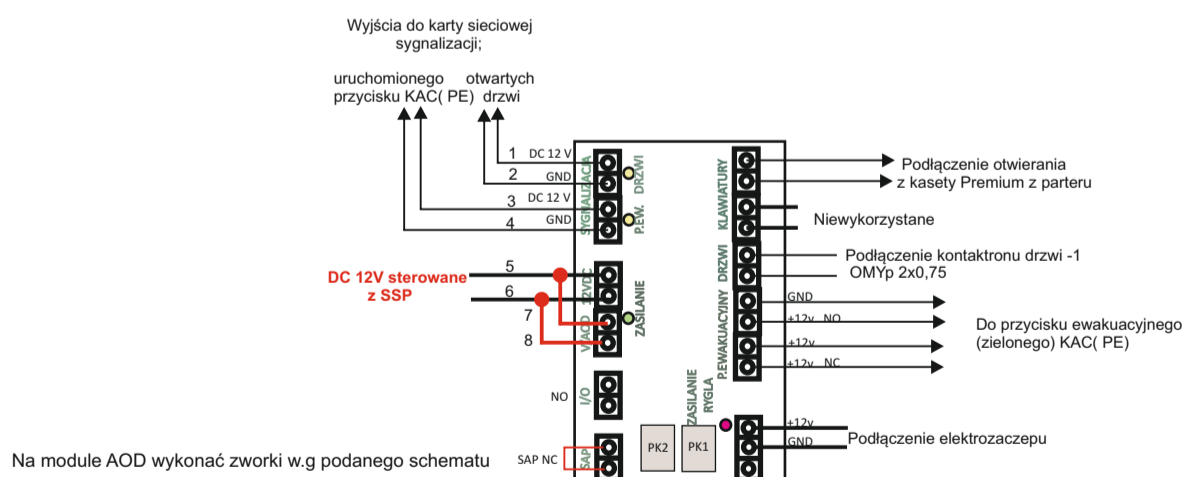 Wyjścia do karty sieciowej
sygnalizacji;
uruchomionego otwartych
przycisku KAC( PE) drzwi
1 DC 12 V
2 GND
3 DC 12 V
4 GND
SYGNALIZACJA
DRZWI
P.EW.
DC 12V sterowane
z SSP
5
6
7
8
12VDC
V/AOD
ZASILANIE
NO I/O
SAP NC SAP
Na module AOD wykonać zworki w.g podanego schematu
PK2
PK1
ZASILANIE
RYGLA
KLAWIATURY
DRZWI
P.EWAKUACYJNY
Podłączenie otwierania
z kasety Premium z parteru
Niewykorzystane
Podłączenie kontaktronu drzwi -1
OMYp 2x0,75
GND
+12v NO
+12v
+12v NC
Do przycisku ewakuacyjnego
(zielonego) KAC( PE)
+12v
GND
Podłączenie elektrozaczepu